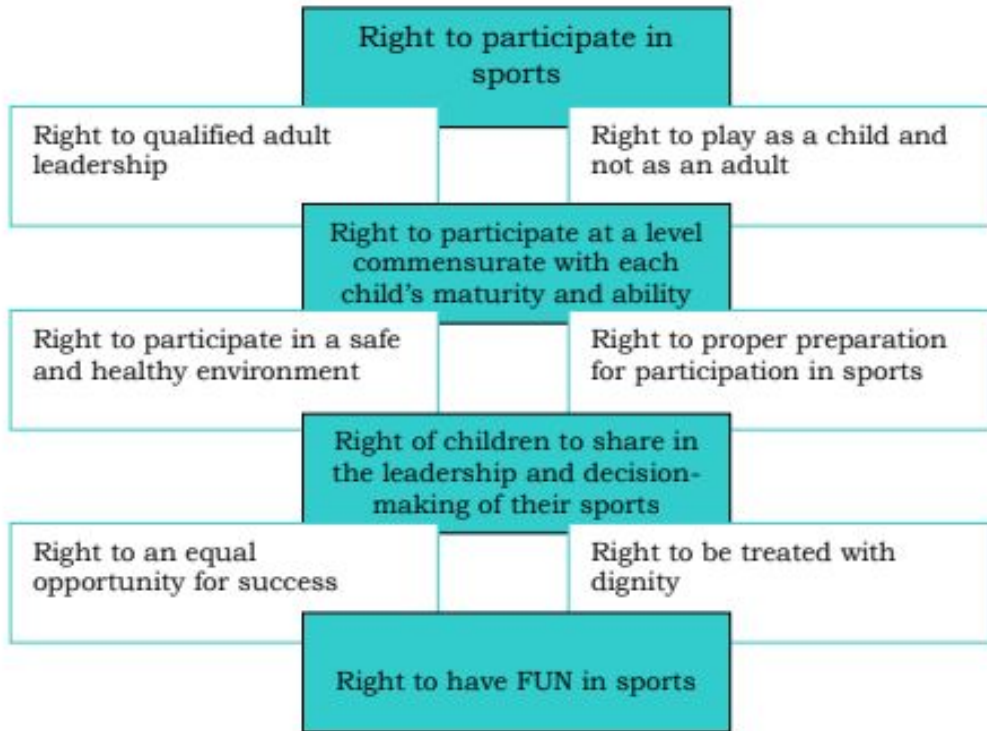 Right to participate in
sports
Right to qualified adult
leadership
Right to play as a child and
not as an adult
Right to participate at a level
commensurate with each
child's maturity and ability
Right to participate in a safe
and healthy environment
Right to proper preparation
for participation in sports
Right of children to share in
the leadership and decision-
making of their sports
Right to an equal
opportunity for success
Right to be treated with
dignity
Right to have FUN in sports